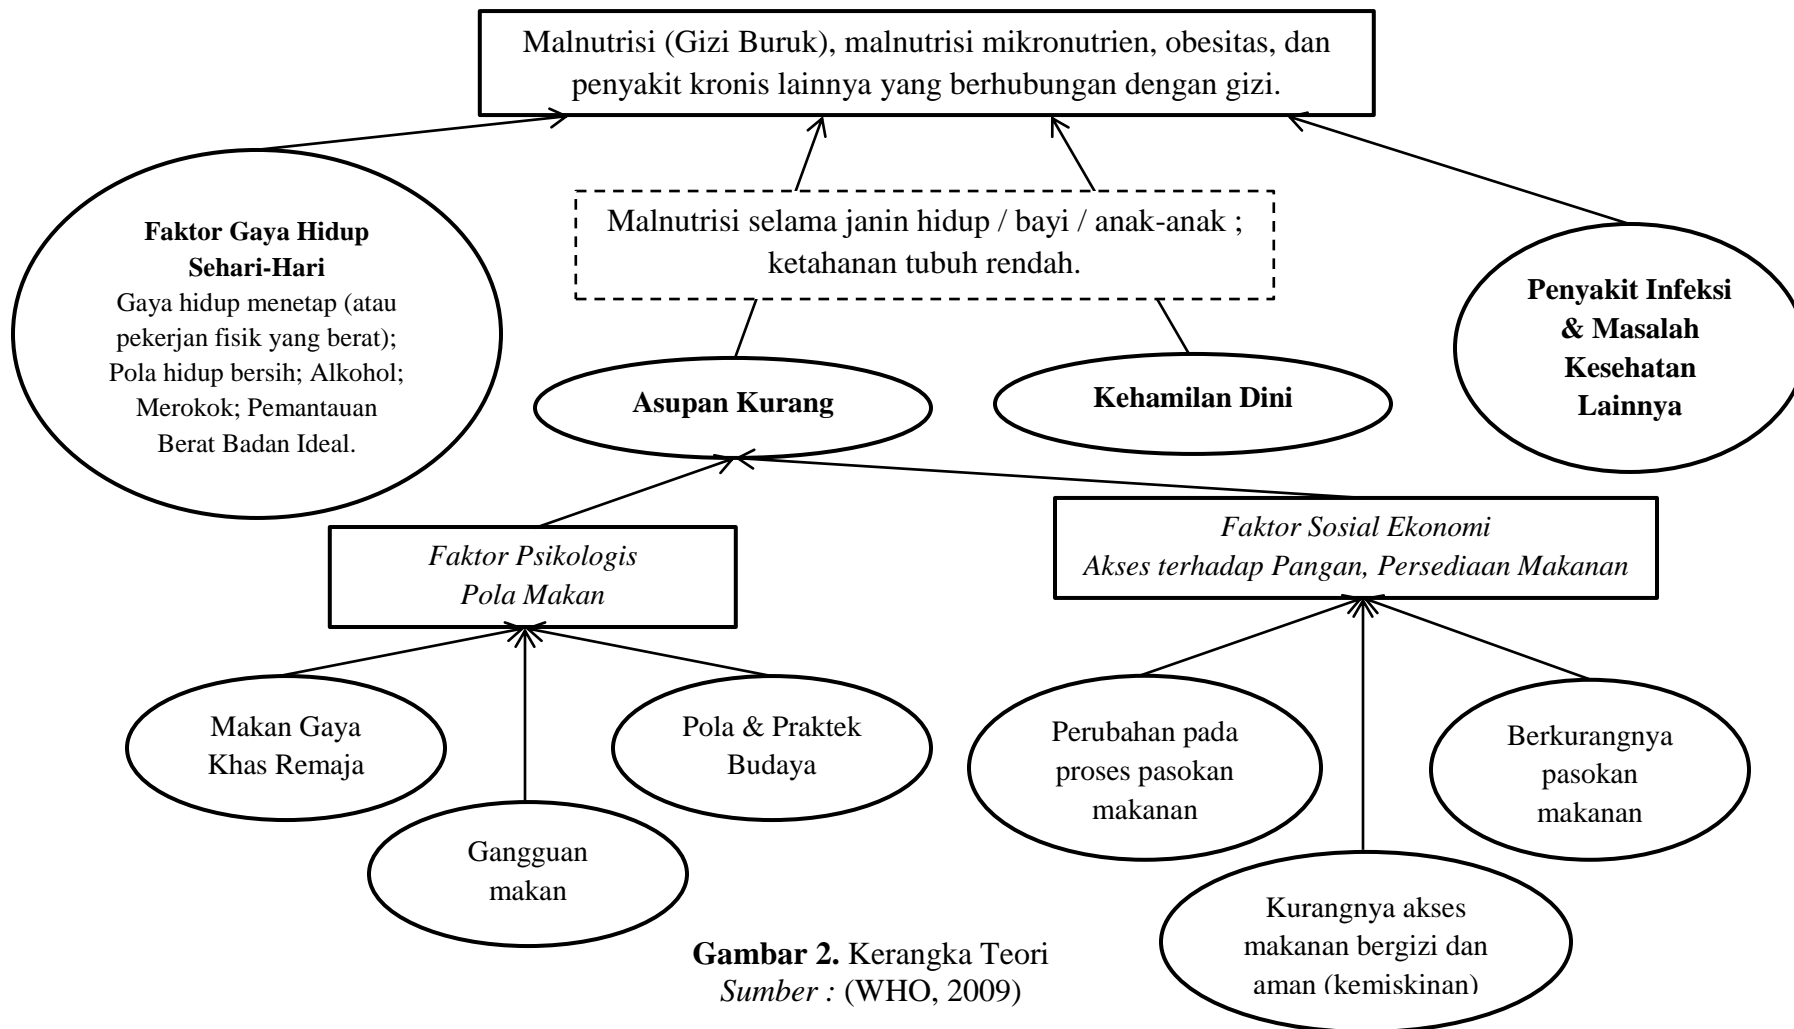 Malnutrisi (Gizi Buruk), malnutrisi mikronutrien, obesitas, dan
penyakit kronis lainnya yang berhubungan dengan gizi.
Malnutrisi selama janin hidup / bayi / anak-anak ;
ketahanan tubuh rendah.
Faktor Gaya Hidup
Sehari-Hari
Gaya hidup menetap (atau
pekerjan fisik yang berat);
Pola hidup bersih; Alkohol;
Merokok; Pemantauan
Berat Badan Ideal.
Asupan Kurang
Kehamilan Dini
Penyakit Infeksi
& Masalah
Kesehatan
Lainnya
Faktor Psikologis
Pola Makan
Faktor Sosial Ekonomi
Akses terhadap Pangan, Persediaan Makanan
Makan Gaya
Khas Remaja
Gangguan
makan
Pola & Praktek
Budaya
Perubahan pada
proses pasokan
makanan
Kurangnya akses
makanan bergizi dan
aman (kemiskinan)
Berkurangnya
pasokan
makanan
Gambar 2. Kerangka Teori
Sumber : (WHO, 2009)